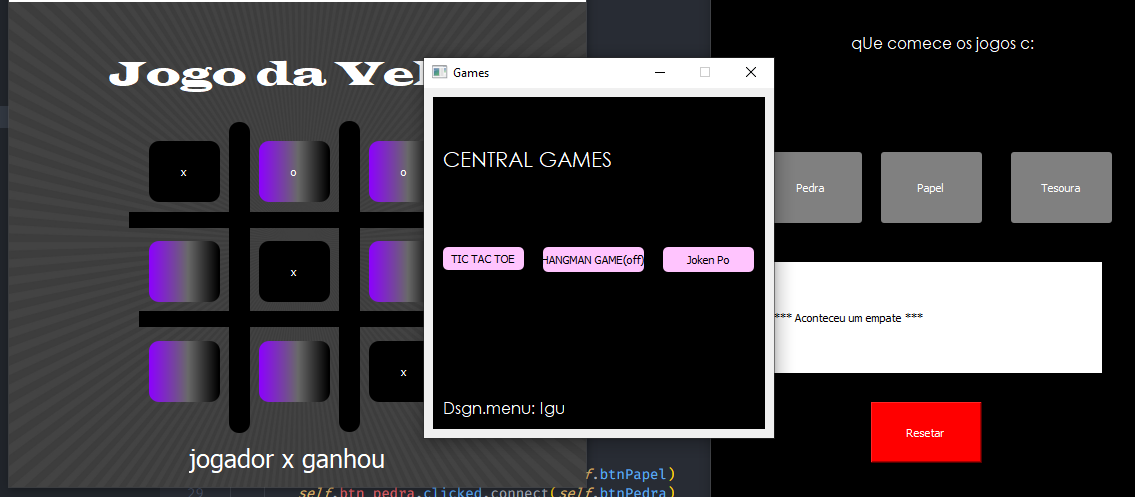 Jogo da Vel
x
o
o
x
x
jogador x ganhou
Games
CENTRAL GAMES
TIC TAC TOE
HANGMAN GAME(off)
Joken Po
Dsgn.menu: Igu
qUe comece os jogos c:
Pedra
Papel
Tesoura
*** Aconteceu um empate ***
Resetar
f.btnPapel)
29 self.btn_pedra.clicked.connect(self.btnPedra)